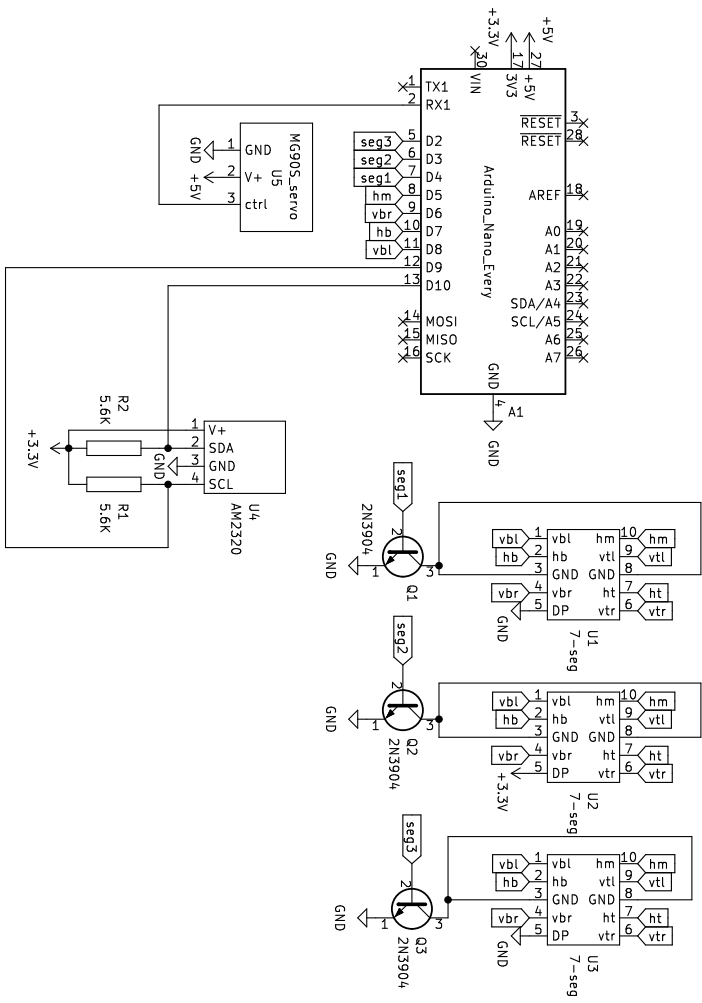 +3.3V
+5V
30
17
27
VIN
3V3
+5V
1
TX1
2
RX1
RESET
3
RESET
28
seg3
5
D2
seg2
6
D3
seg1
7
D4
hm
8
D5
vbr
9
D6
hb
10
D7
vbl
11
D8
12
D9
13
D10
14
MOSI
15
MISO
16
SCK
Arduino_Nano_Every
AREF
18
A0
19
A1
20
A2
21
A3
22
SDA/A4
23
SCL/A5
24
A6
25
A7
26
GND
4
A1
GND
GND
1
GND
+5V
2
V+
3
ctrl
U5
MG90S_servo
R2
5.6K
+3.3V
R1
5.6K
1
V+
2
SDA
GND
3
GND
4
SCL
U4
AM2320
seg1
2N3904
2
GND
1
3
Q1
vbl
1
vbl
hm
10
hm
hb
2
hb
vtl
9
vtl
3
GND
GND
8
vbr
4
vbr
ht
7
ht
GND
5
DP
vtr
6
vtr
U1
7-seg
seg2
2
GND
1
3
Q2
2N3904
vbl
1
vbl
hm
10
hm
hb
2
hb
vtl
9
vtl
3
GND
GND
8
vbr
4
vbr
ht
7
ht
+3.3V
5
DP
vtr
6
vtr
U2
7-seg
seg3
2
GND
1
3
Q3
2N3904
vbl
1
vbl
hm
10
hm
hb
2
hb
vtl
9
vtl
3
GND
GND
8
vbr
4
vbr
ht
7
ht
GND
5
DP
vtr
6
vtr
U3
7-seg